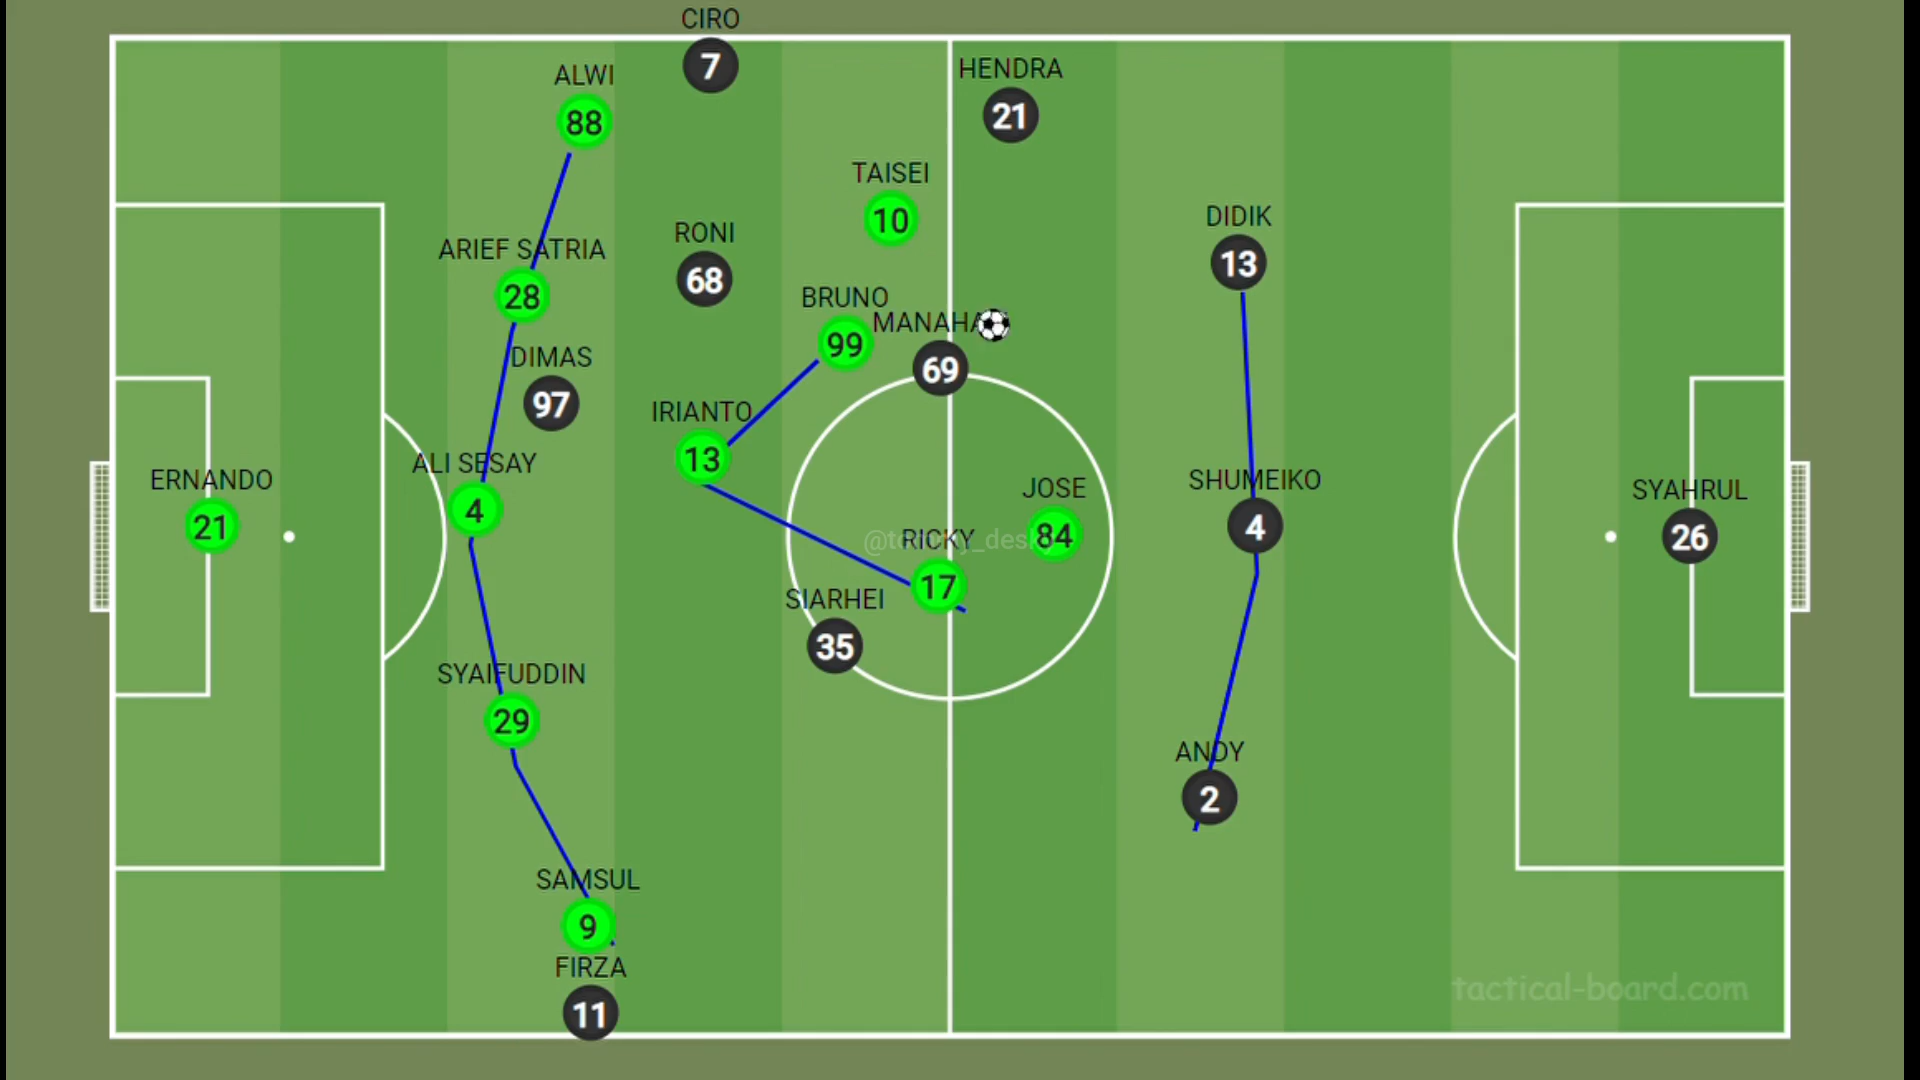 CIRO
7
HENDRA
21
ALWI
88
TAISEI
10
DIDIK
13
RONI
68
ARIEF SATRIA
28
BRUNO
99
MANAHA
69
DIMAS
97
IRIANTO
13
ALI SESAY
4
ERNANDO
21
JOSE
84
SHUMEIKO
4
SYAHRUL
26
RICKY
17
SIARHEI
35
SYAIFUDDIN
29
ANDY
2
SAMSUL
9
FIRZA
11
tactical-board.com